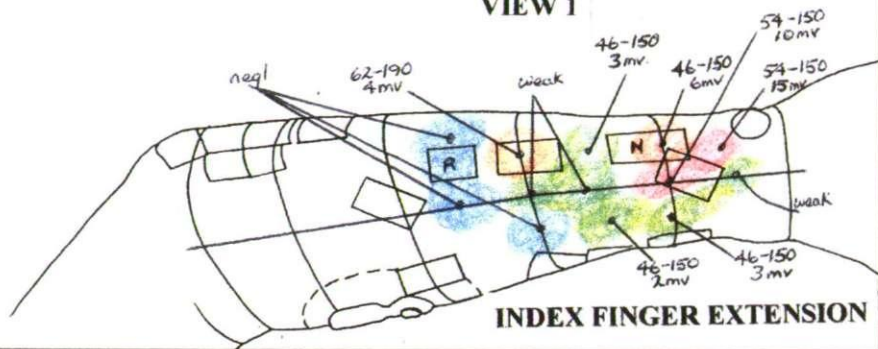 VIEW 1
54-150
10mv
46-150
3mv.
46-150
6mv
54-150
15mv
negl
62-190
4mv
weak
R
N
weak
46-150
2mv
46-150
3mv
INDEX FINGER EXTENSION